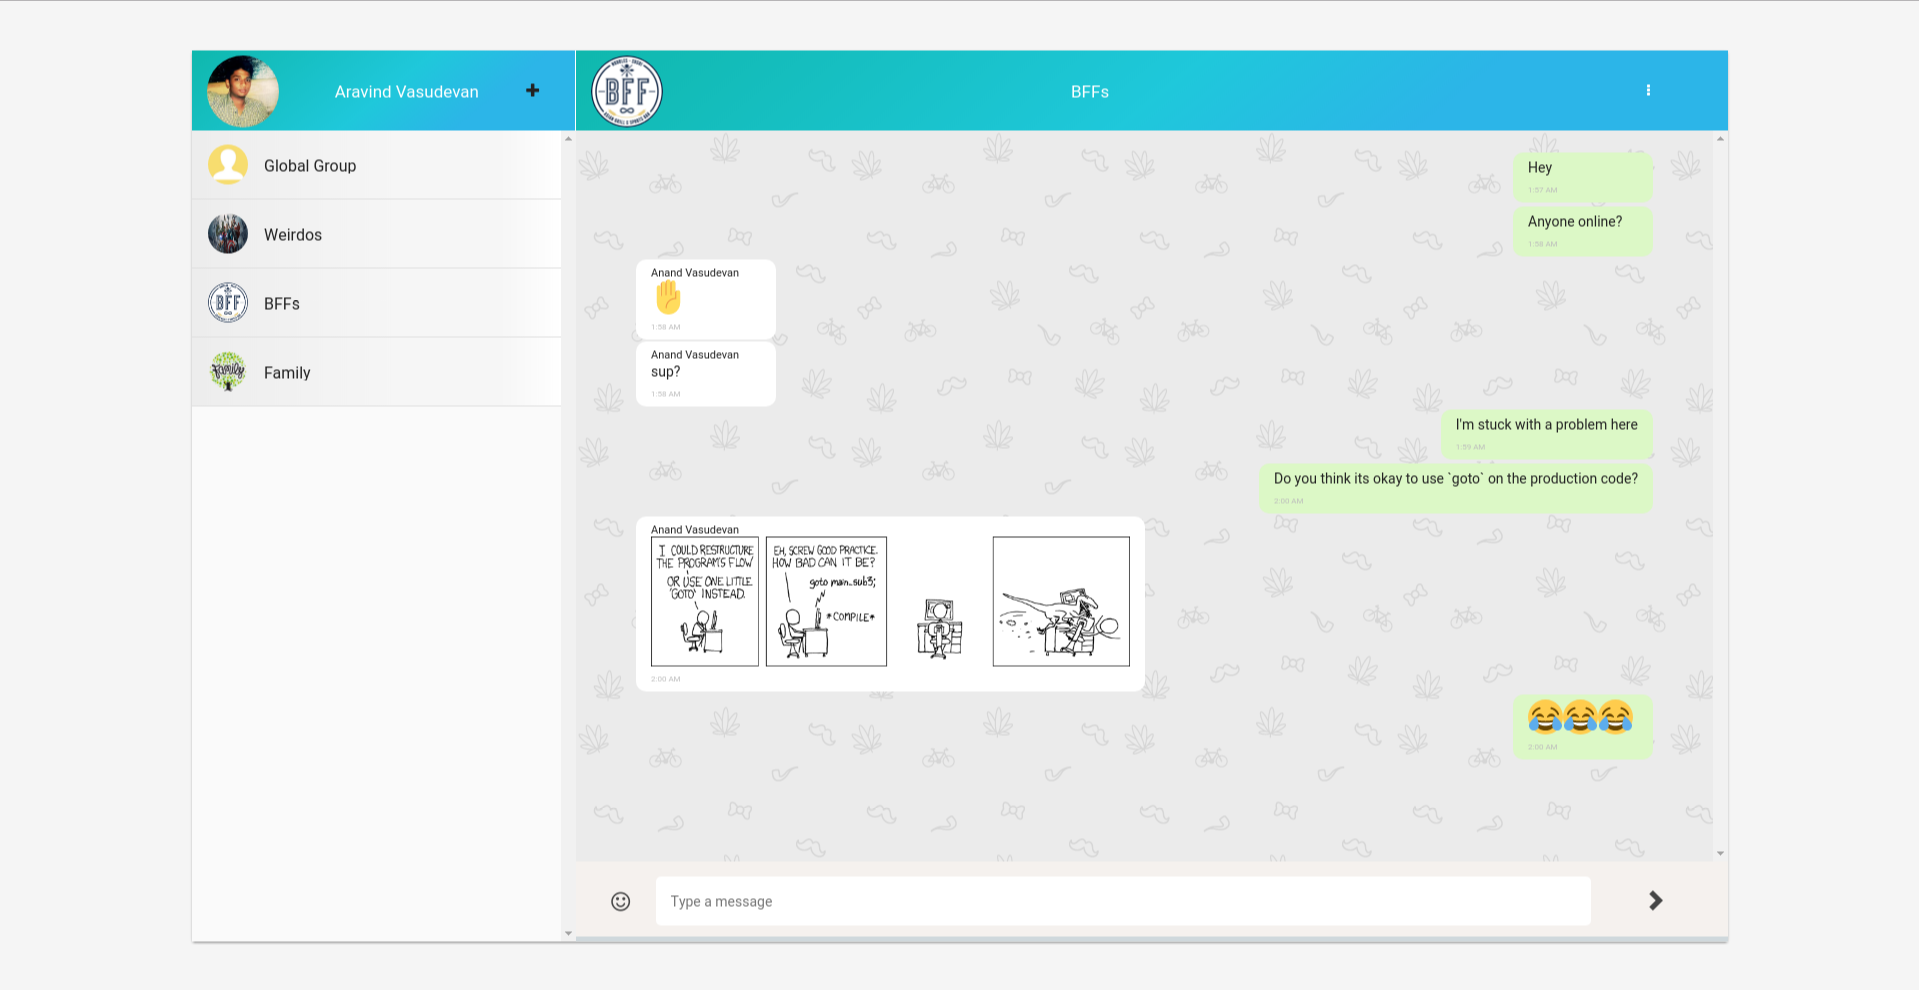 Aravind Vasudevan
BFF
BFFs
Global Group
Weirdos
BFF
BFFs
Family
Family
Hey
1:57 AM
Anyone online?
1:58 AM
Anand Vasudevan
1:58 AM
Anand Vasudevan
sup?
1:58 AM
I'm stuck with a problem here
1:59 AM
Do you think its okay to use `goto` on the production code?
2:00 AM
Anand Vasudevan
I COULD RESTRUCTURE
THE PROGRAM'S FLOW
OR USE ONE LITTLE
'GOTO' INSTEAD.
EH, SCREW GOOD PRACTICE.
HOW BAD CAN IT BE?
goto main_sub3;
*COMPILE*
2:00 AM
2:00 AM
Type a message